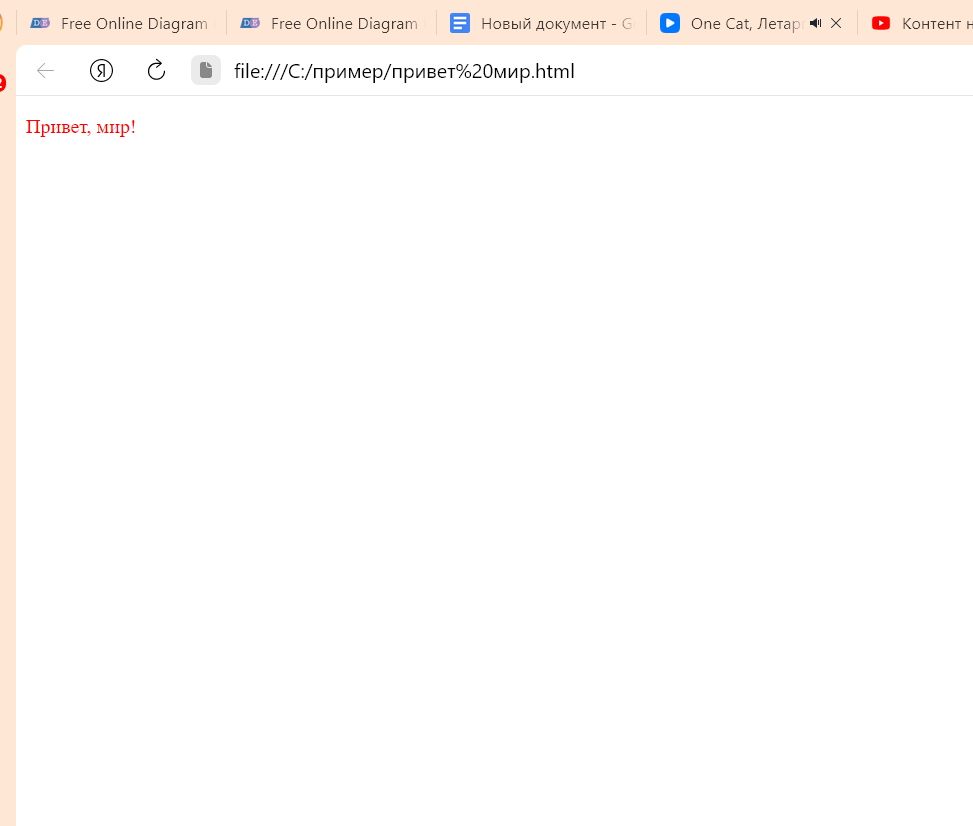 Free Online Diagram
Free Online Diagram
Новый документ - G
One Cat, Летар
Контент н
Я
file:///C:/пример/привет%20мир.html
2
Привет, мир!